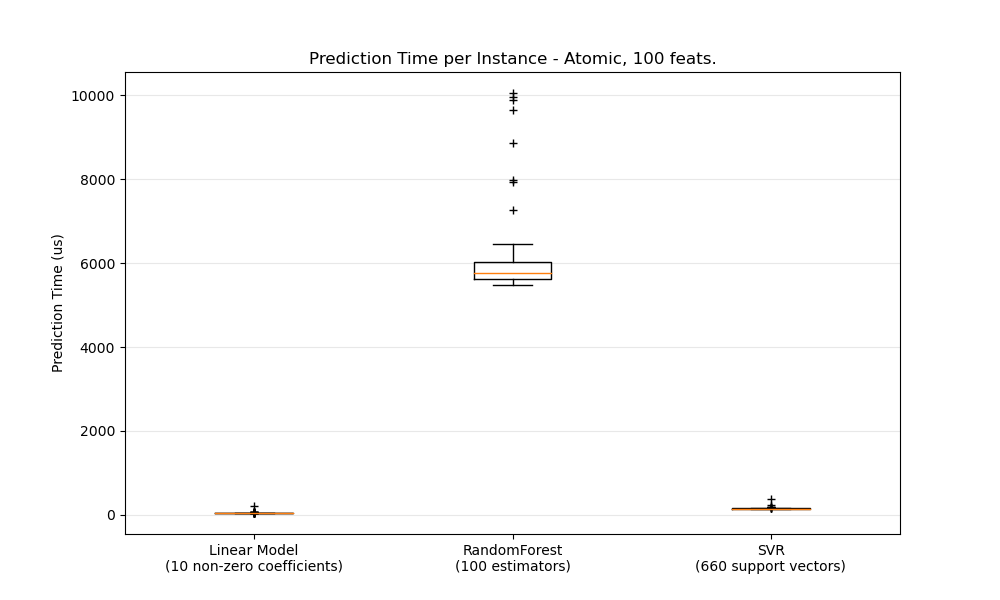 Prediction Time per Instance - Atomic, 100 feats.
Prediction Time (us)
10000
8000
6000
4000
2000
0
Linear Model
(10 non-zero coefficients)
RandomForest
(100 estimators)
SVR
(660 support vectors)